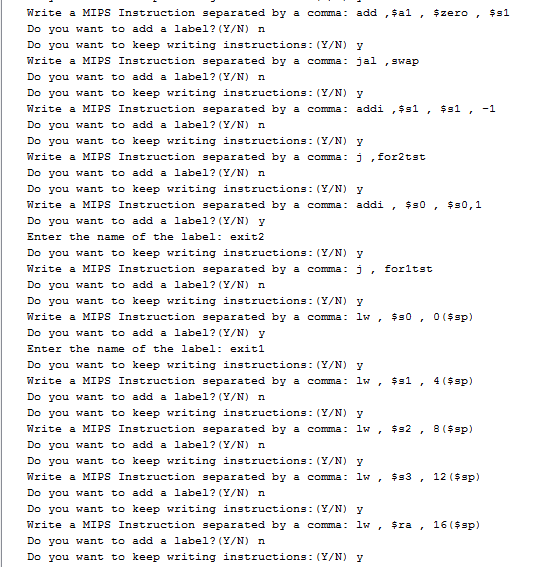 Write a MIPS Instruction separated by a comma: add ,$a1 , $zero , $s1
Do you want to add a label?(Y/N) n
Do you want to keep writing instructions:(Y/N) y
Write a MIPS Instruction separated by a comma: jal ,swap
Do you want to add a label?(Y/N) n
Do you want to keep writing instructions:(Y/N) y
Write a MIPS Instruction separated by a comma: addi ,$s1 , $s1 , -1
Do you want to add a label?(Y/N) n
Do you want to keep writing instructions:(Y/N) y
Write a MIPS Instruction separated by a comma: j ,for2tst
Do you want to add a label?(Y/N) n
Do you want to keep writing instructions:(Y/N) y
Write a MIPS Instruction separated by a comma: addi , $s0 , $s0,1
Do you want to add a label?(Y/N) y
Enter the name of the label: exit2
Do you want to keep writing instructions:(Y/N) y
Write a MIPS Instruction separated by a comma: j , for1tst
Do you want to add a label?(Y/N) n
Do you want to keep writing instructions:(Y/N) y
Write a MIPS Instruction separated by a comma: lw , $s0 , 0($sp)
Do you want to add a label?(Y/N) y
Enter the name of the label: exit1
Do you want to keep writing instructions:(Y/N) y
Write a MIPS Instruction separated by a comma: lw , $s1 , 4($sp)
Do you want to add a label?(Y/N) n
Do you want to keep writing instructions:(Y/N) y
Write a MIPS Instruction separated by a comma: lw , $s2 , 8($sp)
Do you want to add a label?(Y/N) n
Do you want to keep writing instructions:(Y/N) y
Write a MIPS Instruction separated by a comma: lw , $s3 , 12($sp)
Do you want to add a label?(Y/N) n
Do you want to keep writing instructions:(Y/N) y
Write a MIPS Instruction separated by a comma: lw , $ra , 16($sp)
Do you want to add a label?(Y/N) n
Do you want to keep writing instructions:(Y/N) y